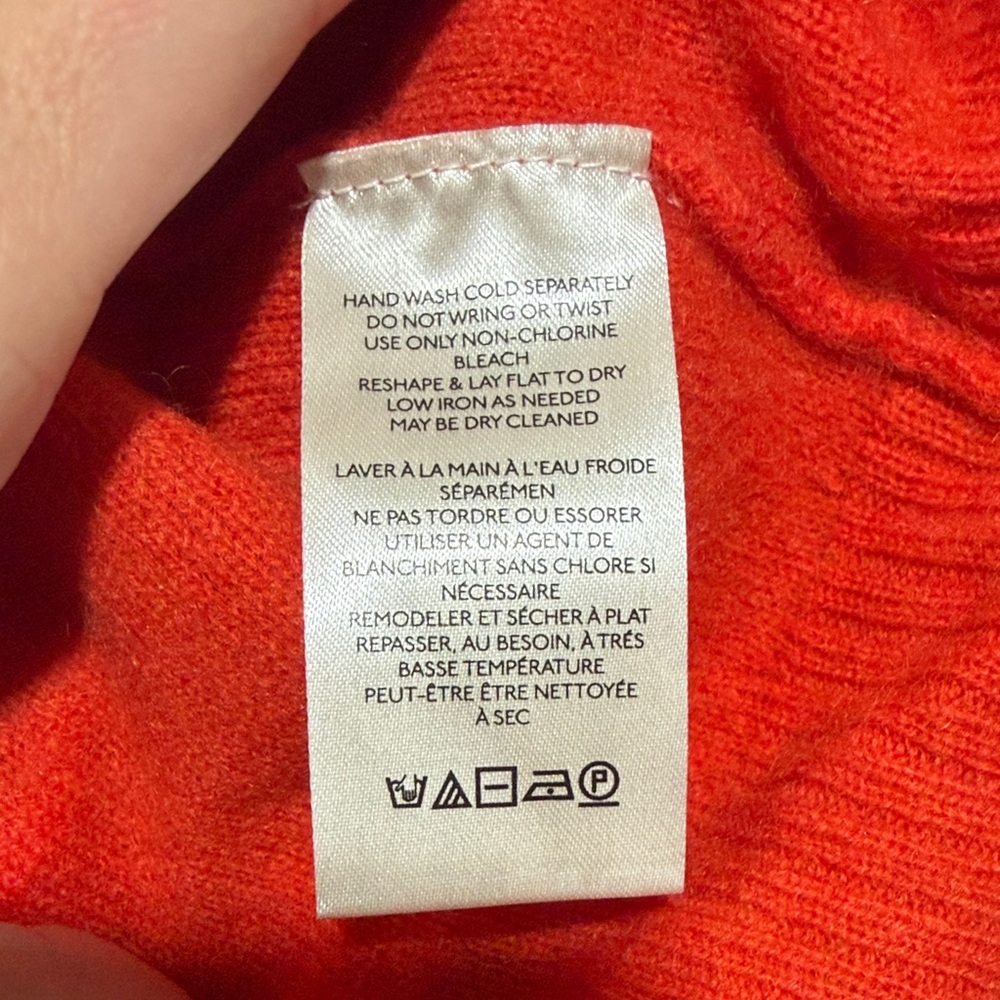 HAND WASH COLD SEPARATELY
DO NOT WRING OR TWIST
USE ONLY NON-CHLORINE
BLEACH
RESHAPE & LAY FLAT TO DRY
LOW IRON AS NEEDED
MAY BE DRY CLEANED
LAVER À LA MAIN À L'EAU FROIDE
SÉPARÉMEN
NE PAS TORDRE OU ESSORER
UTILISER UN AGENT DE
BLANCHIMENT SANS CHLORE SI
NÉCESSAIRE
REMODELER ET SÉCHER À PLAT
REPASSER, AU BESOIN, À TRÉS
BASSE TEMPÉRATURE
PEUT-ÊTRE ÊTRE NETTOYÉE
À SEC
P